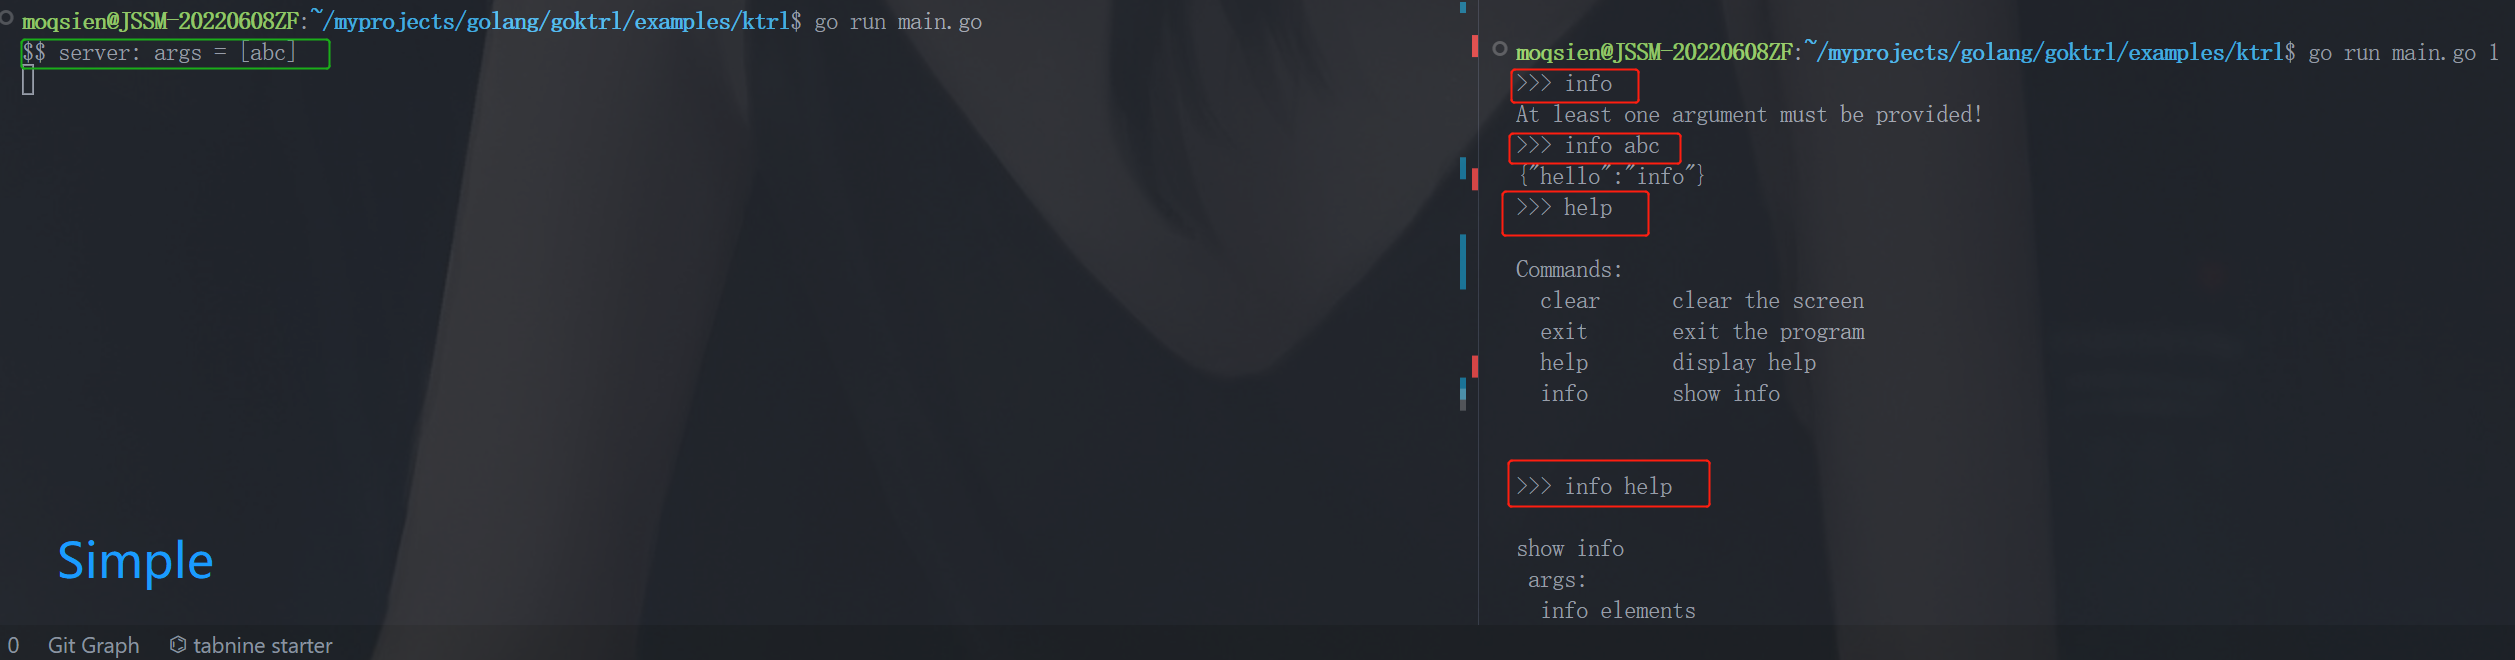 moqsien@JSSM-20220608ZF:~/myprojects/golang/goktrl/examples/ktrl$ go run main.go
$$ server: args = [abc]
Simple
moqsien@JSSM-20220608ZF:~/myprojects/golang/goktrl/examples/ktrl$ go run main.go 1
>>> info
At least one argument must be provided!
>>> info abc
{"hello":"info"}
>>> help
Commands:
  clear      clear the screen
  exit       exit the program
  help       display help
  info       show info
>>> info help
show info
 args:
  info elements
0 Git Graph tabnine starter